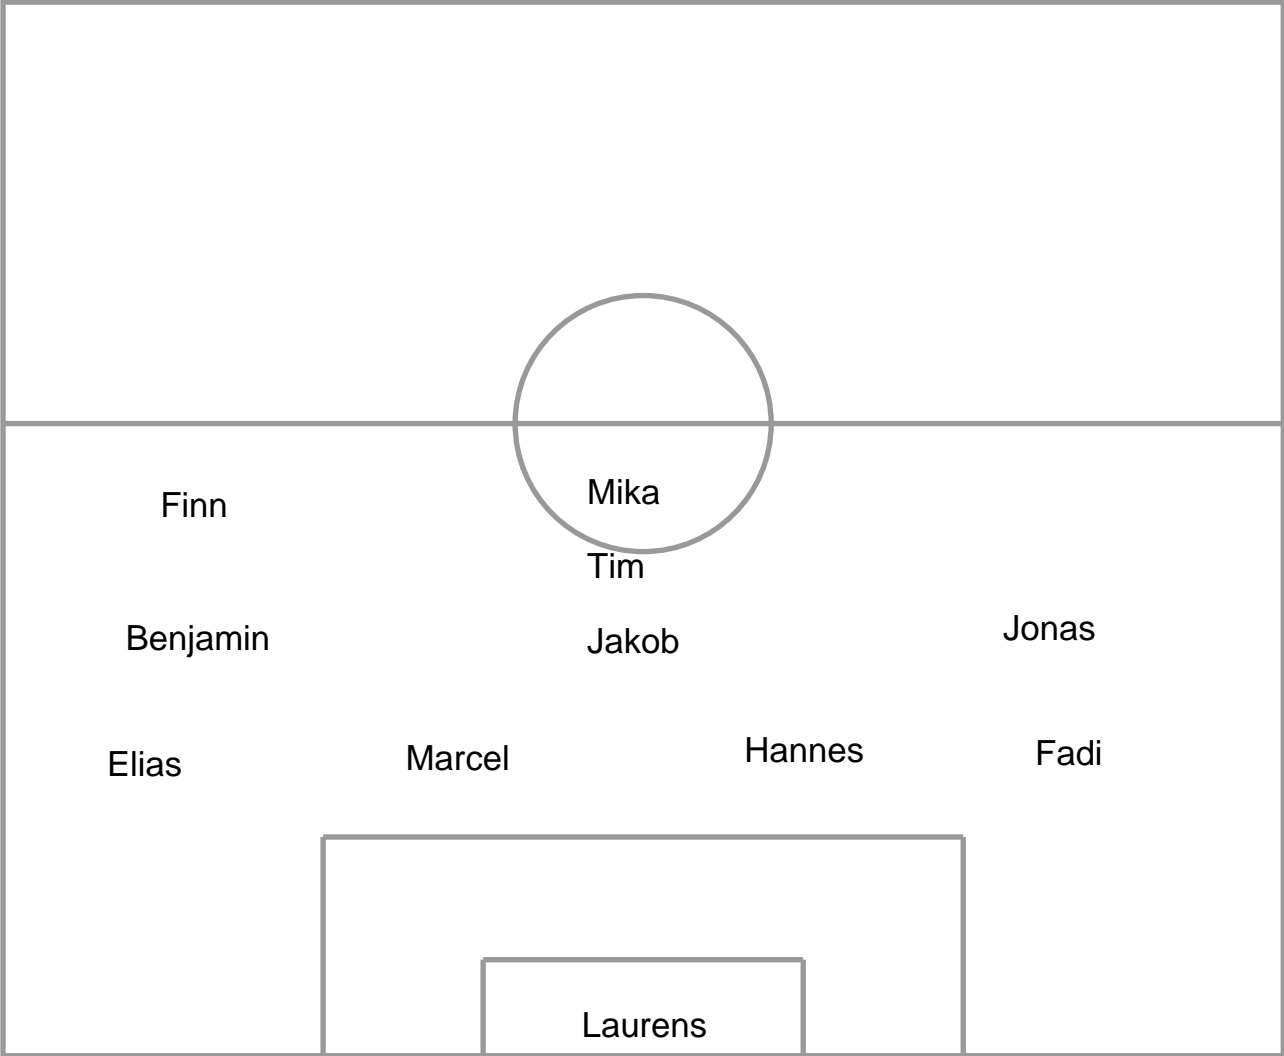 Finn
Mika
Tim
Benjamin
Jakob
Jonas
Elias
Marcel
Hannes
Fadi
Laurens